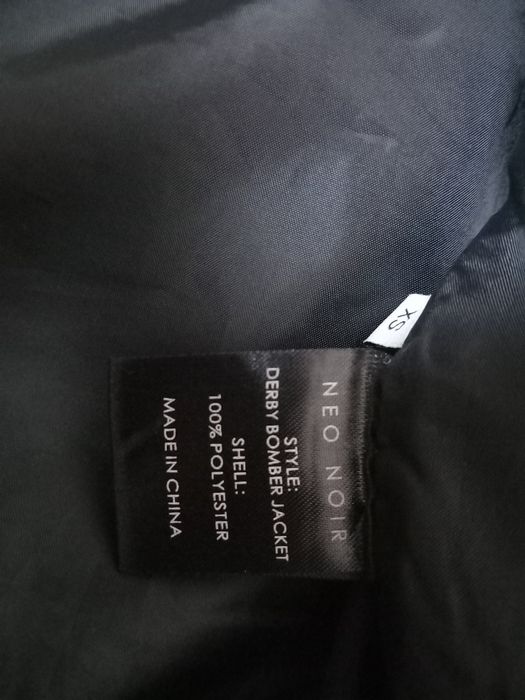 XS
NEO NOIR
STYLE:
DERBY BOMBER JACKET
SHELL:
100% POLYESTER
MADE IN CHINA